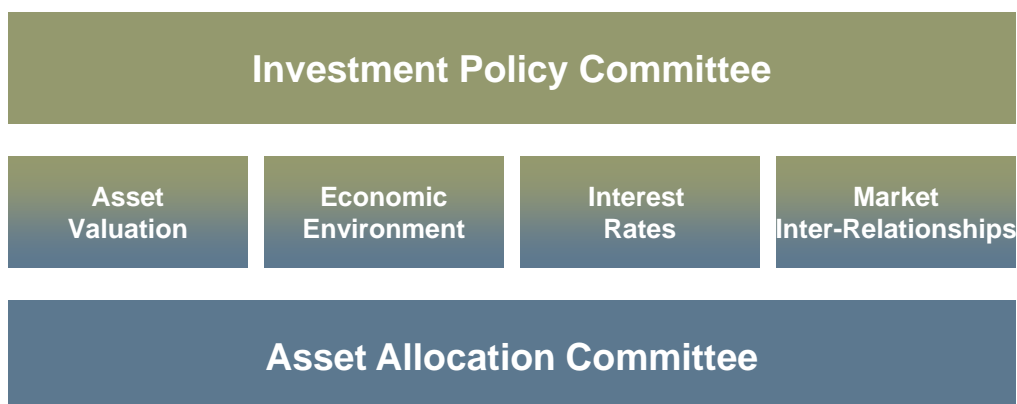 Investment Policy Committee
Asset
Valuation
Economic
Environment
Interest
Rates
Market
Inter-Relationships
Asset Allocation Committee